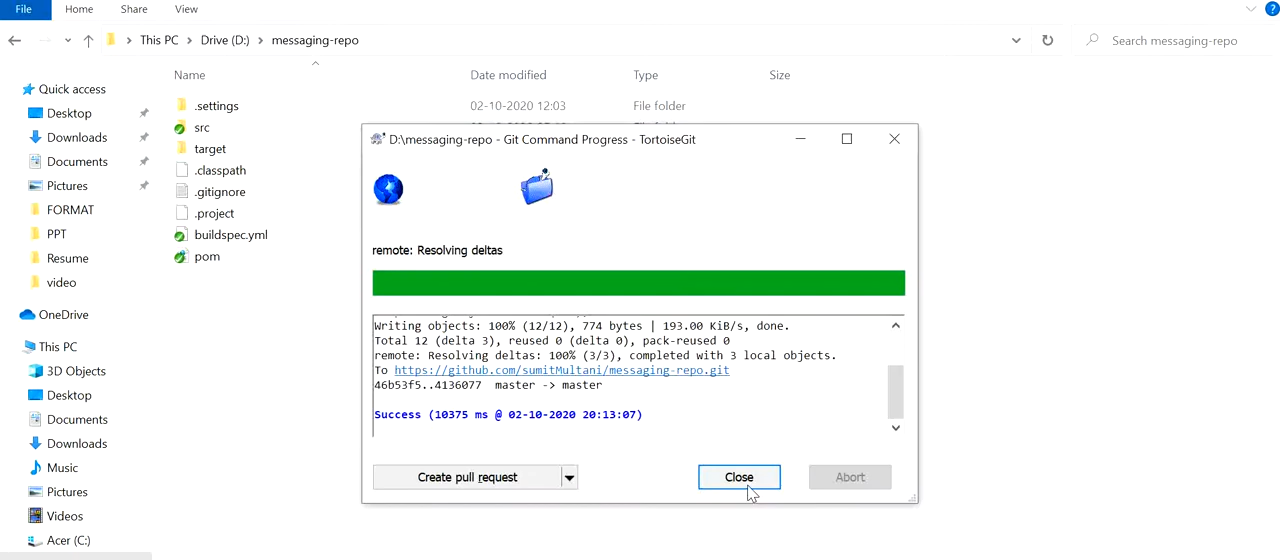 File Home Share View
This PC > Drive (D:) > messaging-repo
Search messaging-repo
Name Date modified Type Size
Quick access
Desktop
Downloads
Documents
Pictures
FORMAT
PPT
Resume
video
OneDrive
This PC
3D Objects
Desktop
Documents
Downloads
Music
Pictures
Videos
Acer (C:)
.settings 02-10-2020 12:03 File folder
src
target
.classpath
.gitignore
.project
buildspec.yml
pom
D:\messaging-repo - Git Command Progress - TortoiseGit
remote: Resolving deltas
Writing objects: 100% (12/12), 774 bytes | 193.00 KiB/s, done.
Total 12 (delta 3), reused 0 (delta 0), pack-reused 0
remote: Resolving deltas: 100% (3/3), completed with 3 local objects.
To https://github.com/sumitMultani/messaging-repo.git
46b53f5..4136077 master -> master
Success (10375 ms @ 02-10-2020 20:13:07)
Create pull request
Close
Abort